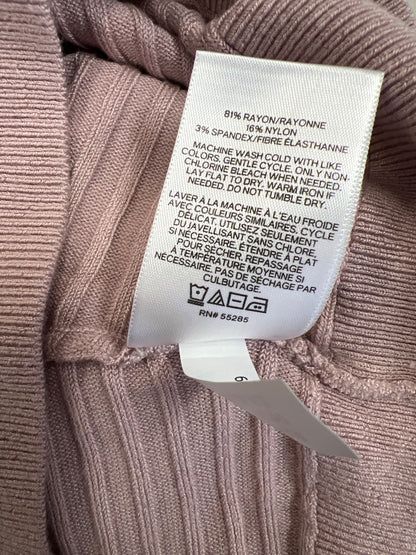 81% RAYON/RAYONNE
16% NYLON
3% SPANDEX/FIBRE ÉLASTHANNE
MACHINE WASH COLD WITH LIKE
COLORS. GENTLE CYCLE. ONLY NON-
CHLORINE BLEACH WHEN NEEDED.
LAY FLAT TO DRY. WARM IRON IF
NEEDED. DO NOT TUMBLE DRY.
LAVER À LA MACHINE À L'EAU FROIDE
AVEC COULEURS SIMILAIRES. CYCLE
DÉLICAT. UTILISEZ SEULEMENT
DU JAVELLISANT SANS CHLORE,
SI NÉCESSAIRE. ÉTENDRE À PLAT
POUR SÉCHER. REPASSAGE
À TEMPÉRATURE MOYENNE SI
NÉCESSAIRE. PAS DE SÉCHAGE PAR
CULBUTAGE.
RN# 55285